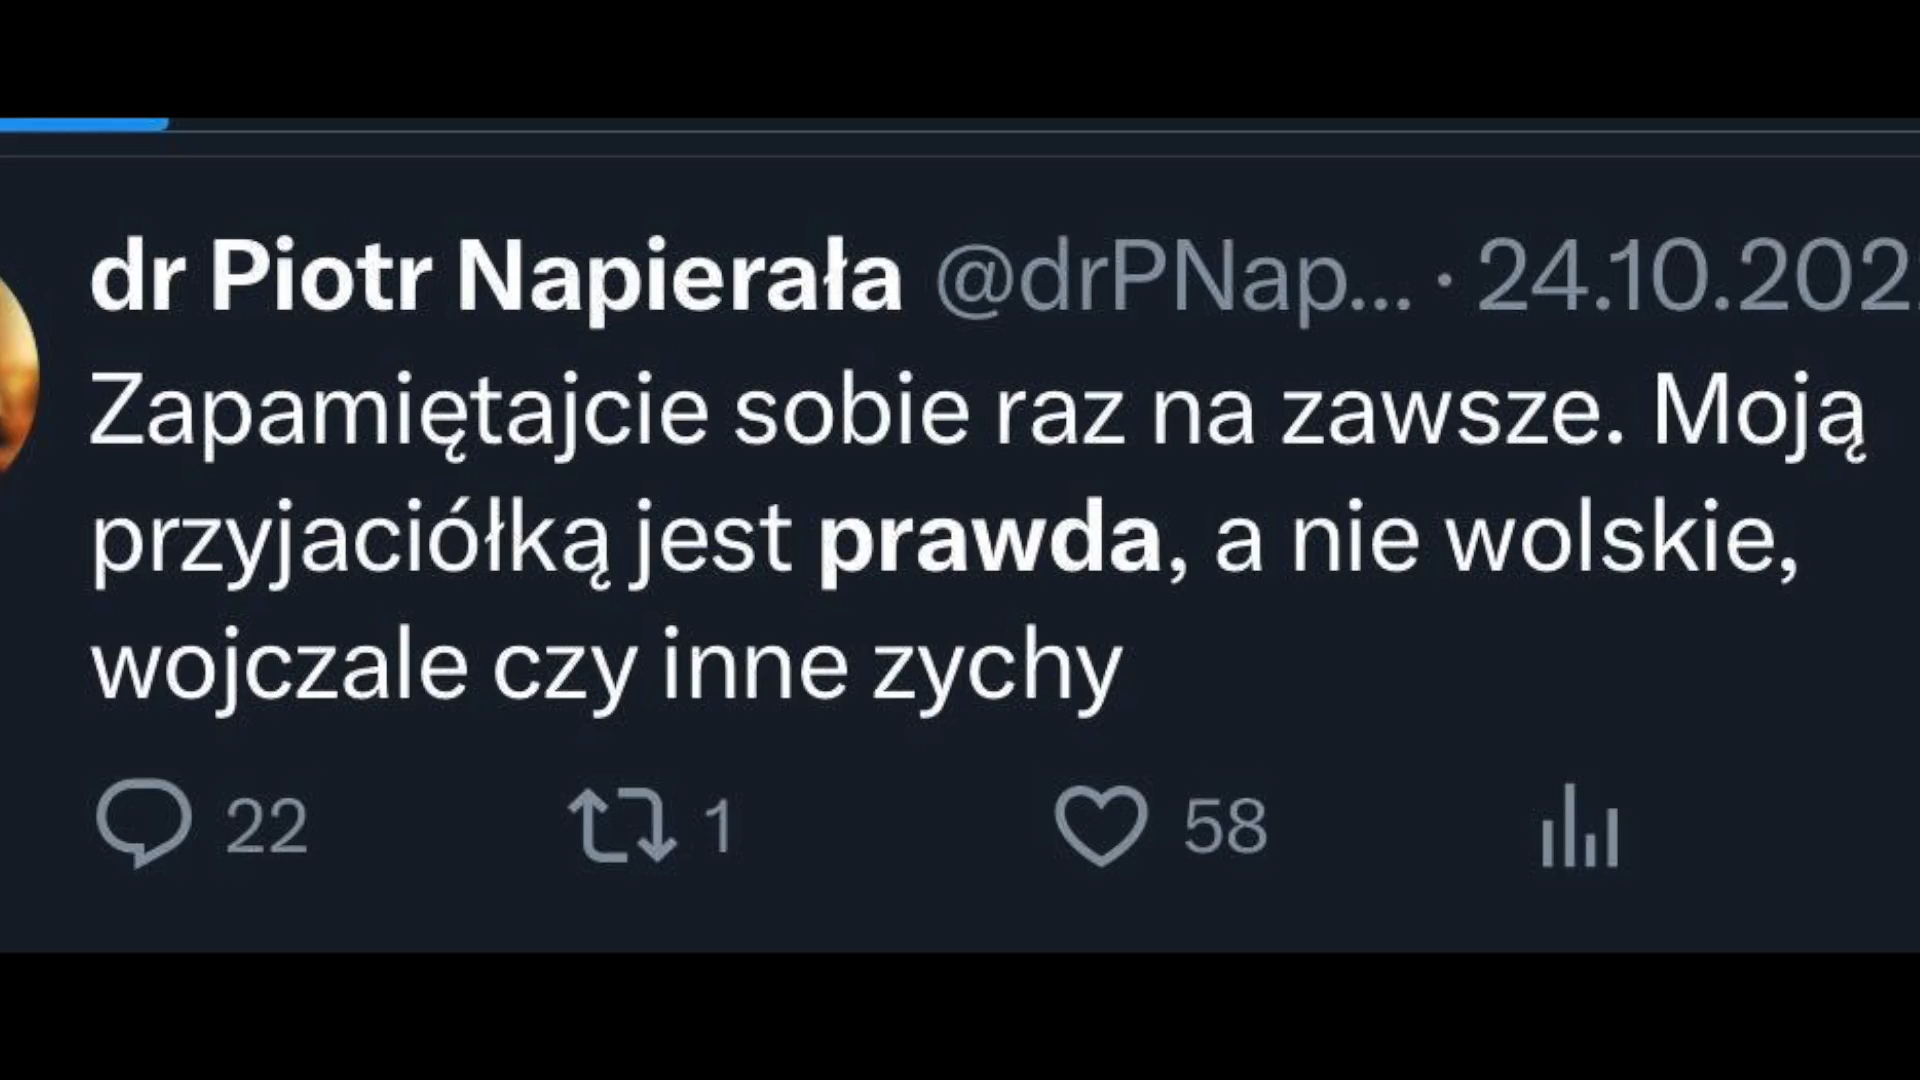 dr Piotr Napierała @drPNap... · 24.10.202
Zapamiętajcie sobie raz na zawsze. Moją
przyjaciółką jest prawda, a nie wolskie,
wojczale czy inne zychy
22 1 58